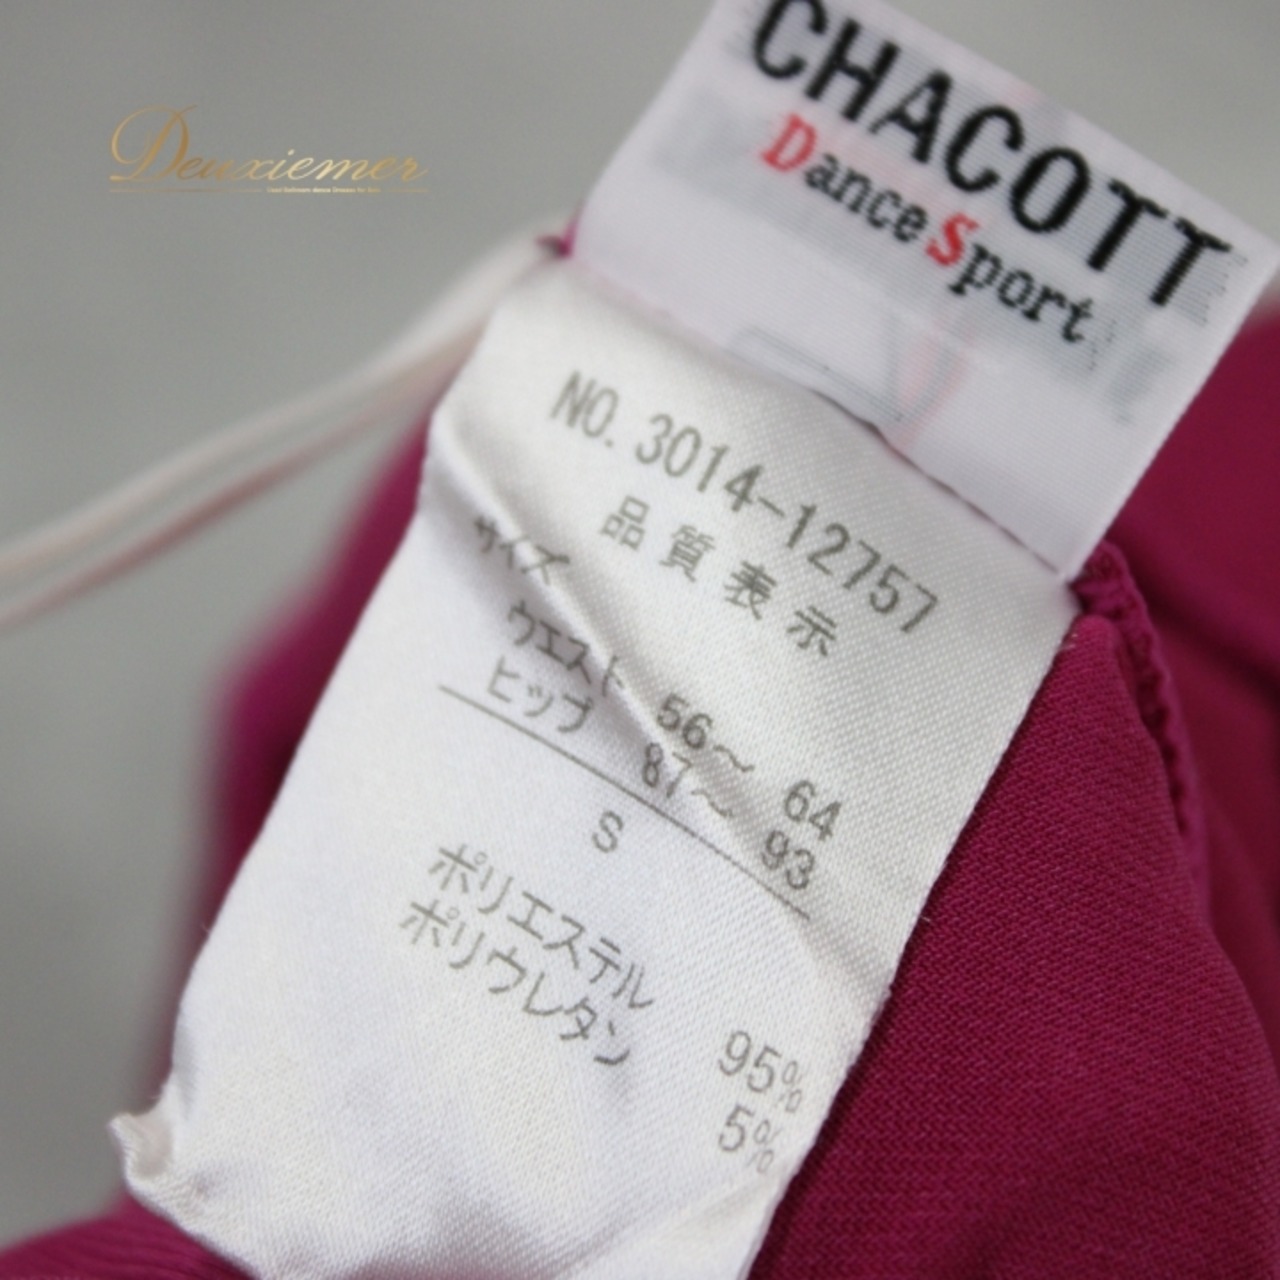 Deuxiemer
CHACOTT
Dance Sport
NO. 3014-12757
品質表示
サイズ
ウエスト 56～ 64
ヒップ 87～ 93
S
ポリエステル 95%
ポリウレタン 5%